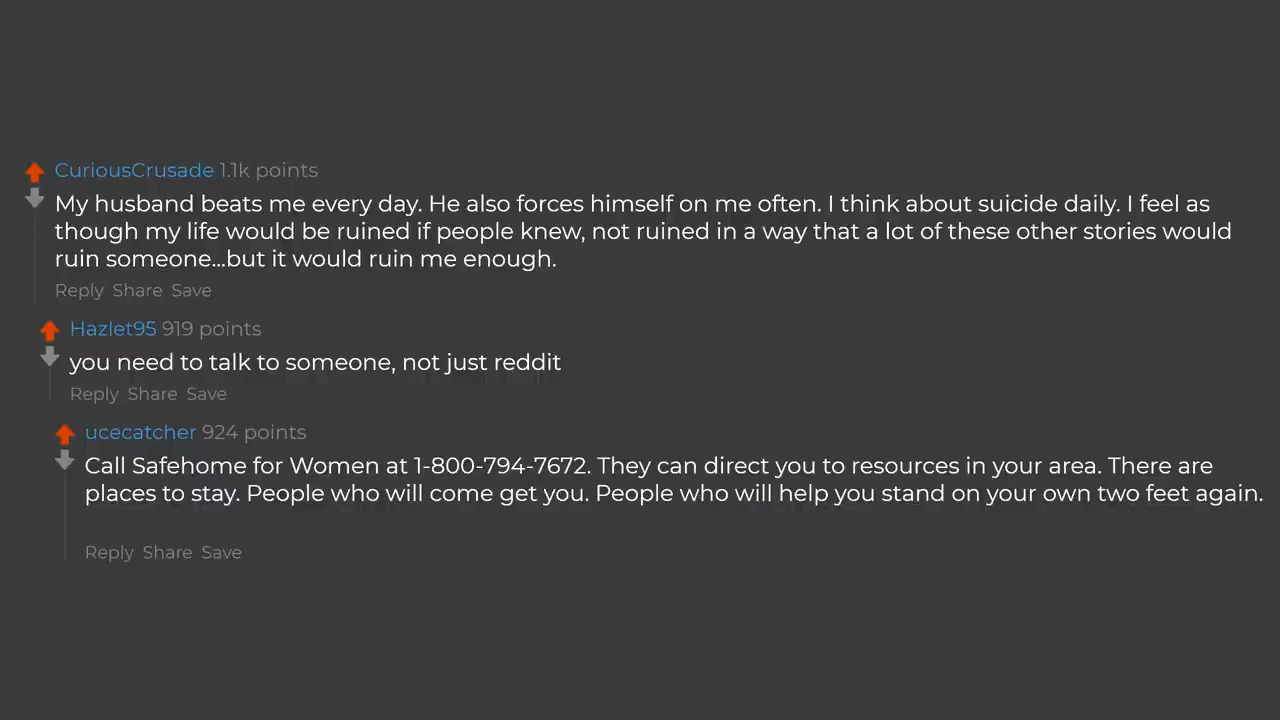 CuriousCrusade 1.1k points
My husband beats me every day. He also forces himself on me often. I think about suicide daily. I feel as
though my life would be ruined if people knew, not ruined in a way that a lot of these other stories would
ruin someone...but it would ruin me enough.
Reply Share Save
Hazlet95 919 points
you need to talk to someone, not just reddit
Reply Share Save
ucecatcher 924 points
Call Safehome for Women at 1-800-794-7672. They can direct you to resources in your area. There are
places to stay. People who will come get you. People who will help you stand on your own two feet again.
Reply Share Save